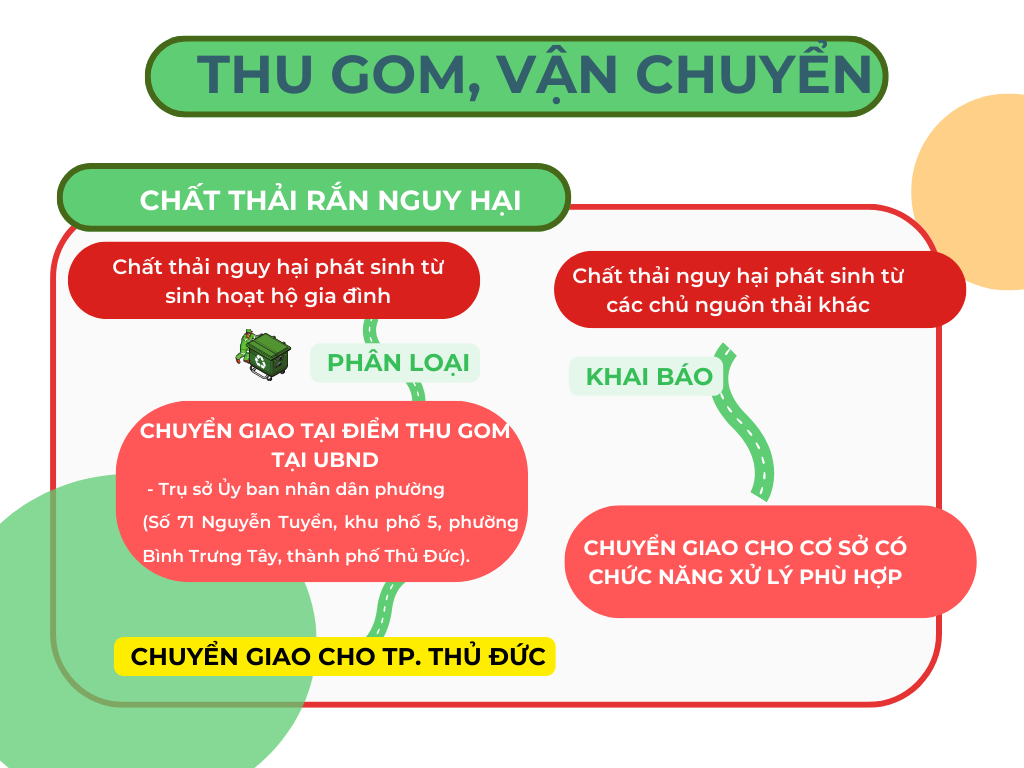 THU GOM, VẬN CHUYỂN
CHẤT THẢI RẮN NGUY HẠI
Chất thải nguy hại phát sinh từ
sinh hoạt hộ gia đình
PHÂN LOẠI
CHUYỂN GIAO TẠI ĐIỂM THU GOM
TẠI UBND
- Trụ sở Ủy ban nhân dân phường
(Số 71 Nguyễn Tuyển, khu phố 5, phường
Bình Trưng Tây, thành phố Thủ Đức).
CHUYỂN GIAO CHO TP. THỦ ĐỨC
Chất thải nguy hại phát sinh từ
các chủ nguồn thải khác
KHAI BÁO
CHUYỂN GIAO CHO CƠ SỞ CÓ
CHỨC NĂNG XỬ LÝ PHÙ HỢP